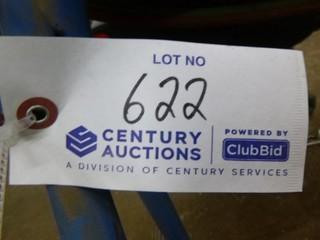 LOT NO
622
CENTURY
AUCTIONS
POWERED BY
ClubBid
A DIVISION OF CENTURY SERVICES